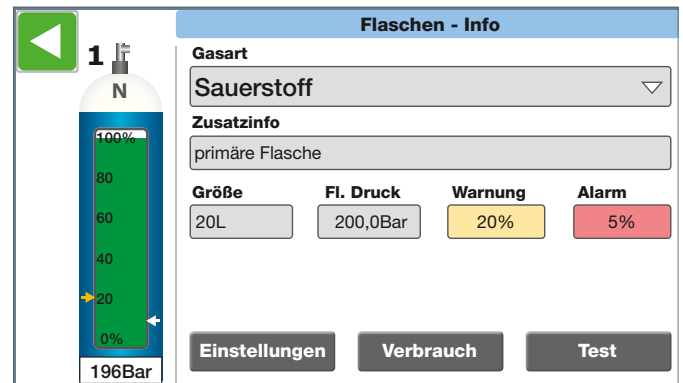 Flaschen - Info
1
N
100%
80
60
40
20
0%
196Bar
Gasart
Sauerstoff
Zusatzinfo
primäre Flasche
Größe Fl. Druck Warnung Alarm
20L 200,0Bar 20% 5%
Einstellungen Verbrauch Test